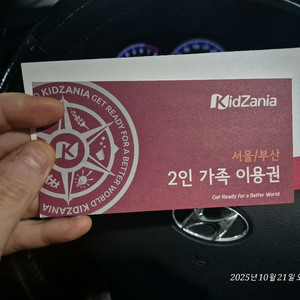 KidZania
KIDZANIA GET READY FOR A BETTER WORLD
서울/부산
2인 가족 이용권
Get Ready for a Better World
2025년 10월 21일